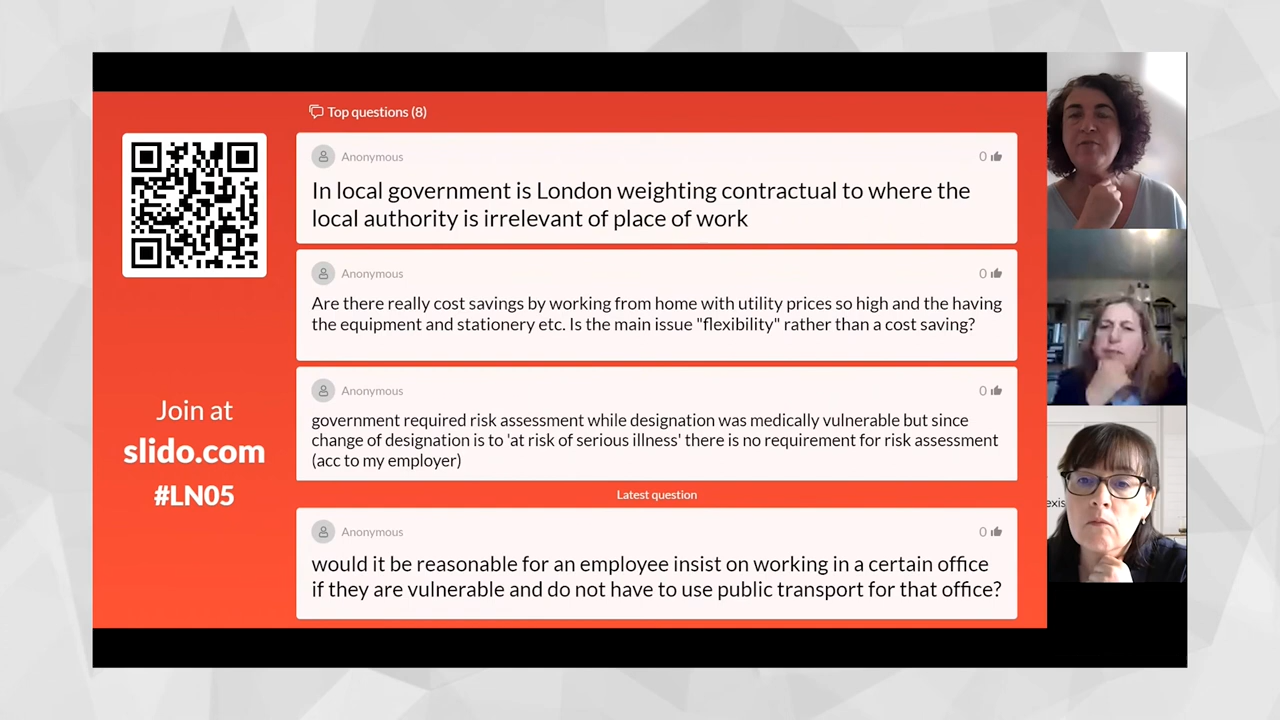 Top questions (8)
Anonymous
0
In local government is London weighting contractual to where the
local authority is irrelevant of place of work
Anonymous
0
Are there really cost savings by working from home with utility prices so high and the having
the equipment and stationery etc. Is the main issue "flexibility" rather than a cost saving?
Anonymous
0
government required risk assessment while designation was medically vulnerable but since
change of designation is to 'at risk of serious illness' there is no requirement for risk assessment
(acc to my employer)
Latest question
Anonymous
0
would it be reasonable for an employee insist on working in a certain office
if they are vulnerable and do not have to use public transport for that office?
Join at
slido.com
#LN05
exis